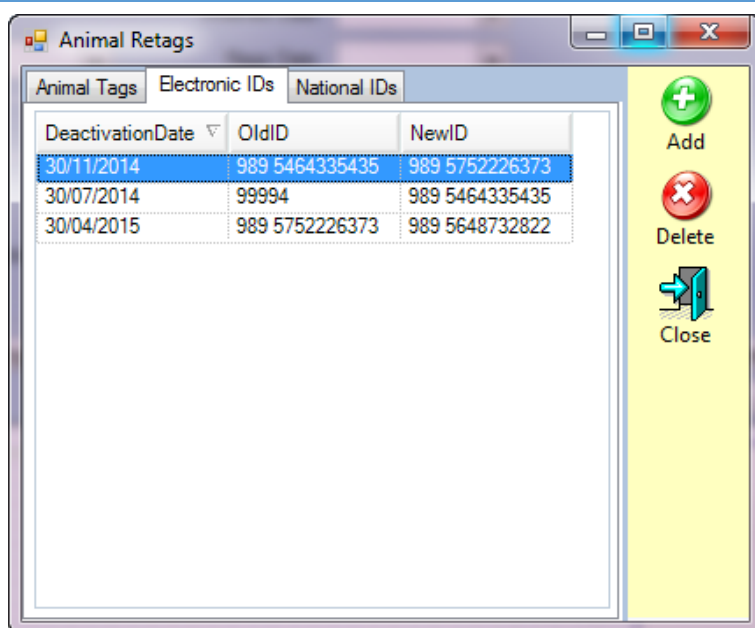 Animal Retags
Animal Tags Electronic IDs National IDs
DeactivationDate OldID NewID
30/11/2014 989 5464335435 989 5752226373
30/07/2014 99994 989 5464335435
30/04/2015 989 5752226373 989 5648732822
Add
Delete
Close